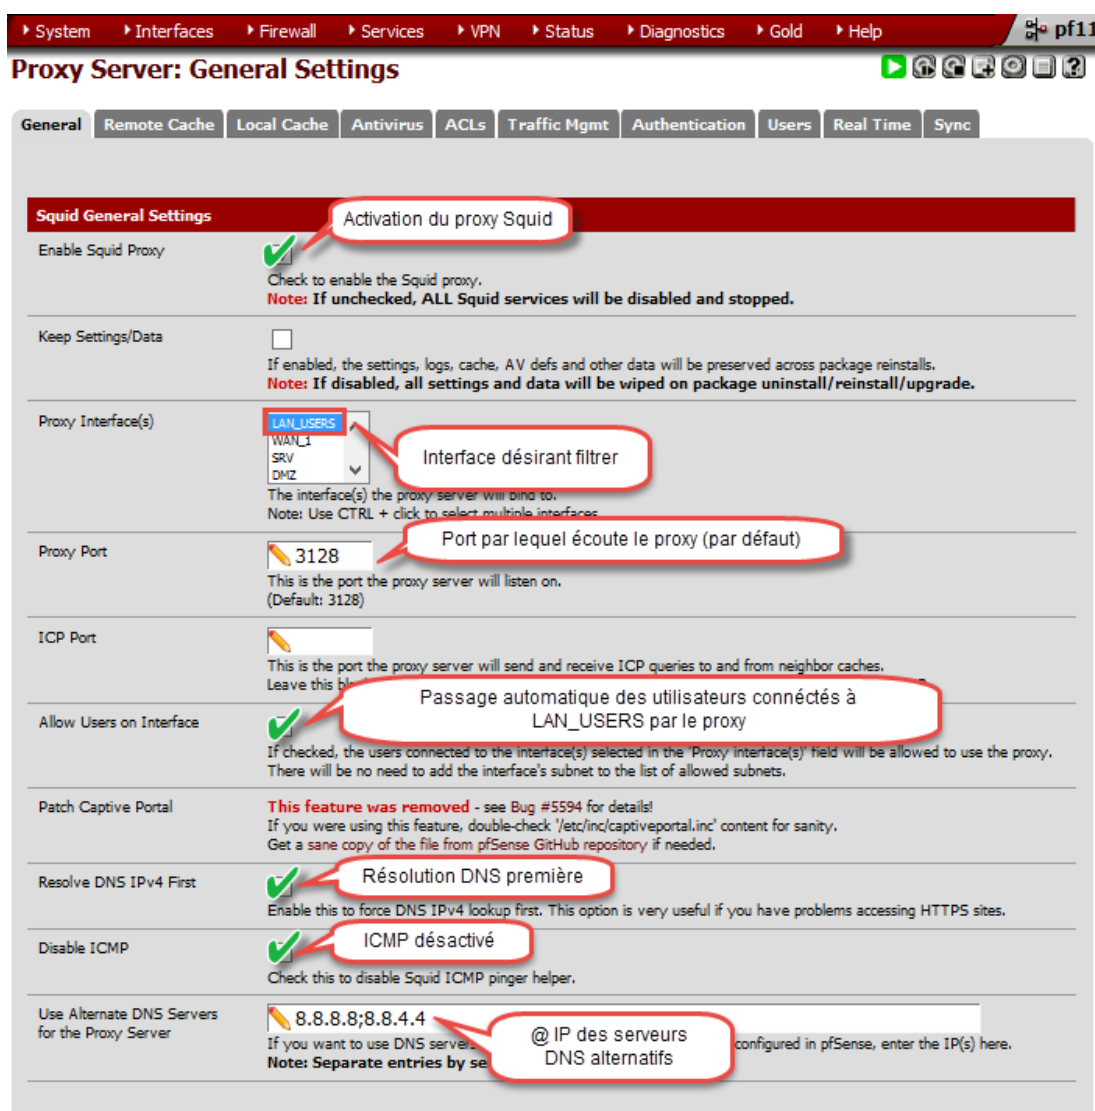 System Interfaces Firewall Services VPN Status Diagnostics Gold Help pf11
Proxy Server: General Settings
General Remote Cache Local Cache Antivirus ACLs Traffic Mgmt Authentication Users Real Time Sync
Squid General Settings
Activation du proxy Squid
Enable Squid Proxy
Check to enable the Squid proxy.
Note: If unchecked, ALL Squid services will be disabled and stopped.
Keep Settings/Data
If enabled, the settings, logs, cache, AV defs and other data will be preserved across package reinstalls.
Note: If disabled, all settings and data will be wiped on package uninstall/reinstall/upgrade.
Proxy Interface(s)
LAN_USERS
WAN_1
SRV
DMZ
Interface désirant filtrer
The interface(s) the proxy server will bind to.
Note: Use CTRL + click to select multiple interfaces
Port par lequel écoute le proxy (par défaut)
Proxy Port
3128
This is the port the proxy server will listen on.
(Default: 3128)
ICP Port
This is the port the proxy server will send and receive ICP queries to and from neighbor caches.
Leave this
Passage automatique des utilisateurs connéctés à
LAN_USERS par le proxy
Allow Users on Interface
If checked, the users connected to the interface(s) selected in the 'Proxy interface(s)' field will be allowed to use the proxy.
There will be no need to add the interface's subnet to the list of allowed subnets.
Patch Captive Portal
This feature was removed - see Bug #5594 for details!
If you were using this feature, double-check '/etc/inc/captiveportal.inc' content for sanity.
Get a sane copy of the file from pfSense GitHub repository if needed.
Résolution DNS première
Resolve DNS IPv4 First
Enable this to force DNS IPv4 lookup first. This option is very useful if you have problems accessing HTTPS sites.
ICMP désactivé
Disable ICMP
Check this to disable Squid ICMP pinger helper.
Use Alternate DNS Servers
for the Proxy Server
8.8.8.8;8.8.4.4
@ IP des serveurs
DNS alternatifs
If you want to use DNS configured in pfSense, enter the IP(s) here.
Note: Separate entries by